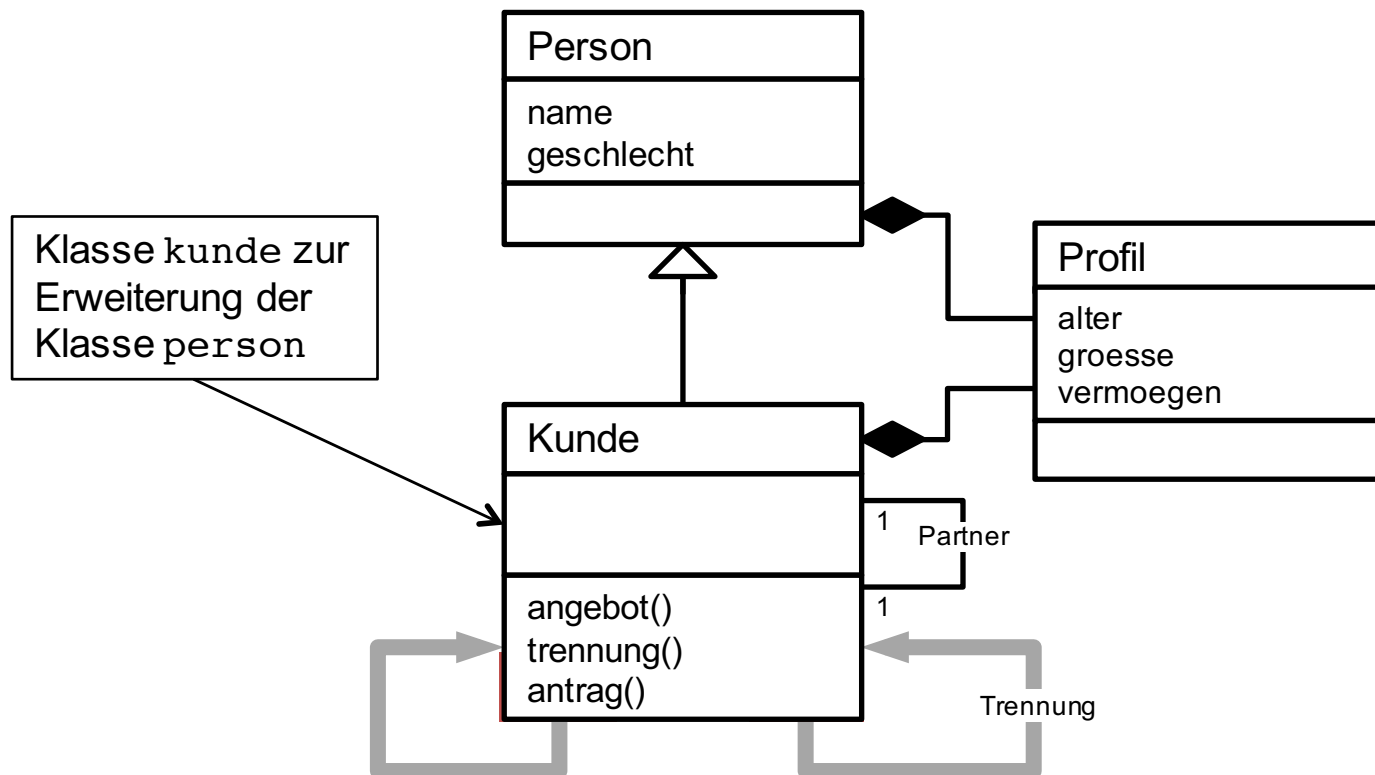 Person
name
geschlecht
Klasse kunde zur
Erweiterung der
Klasse person
Profil
alter
groesse
vermoegen
Kunde
1
Partner
1
angebot()
trennung()
antrag()
Trennung